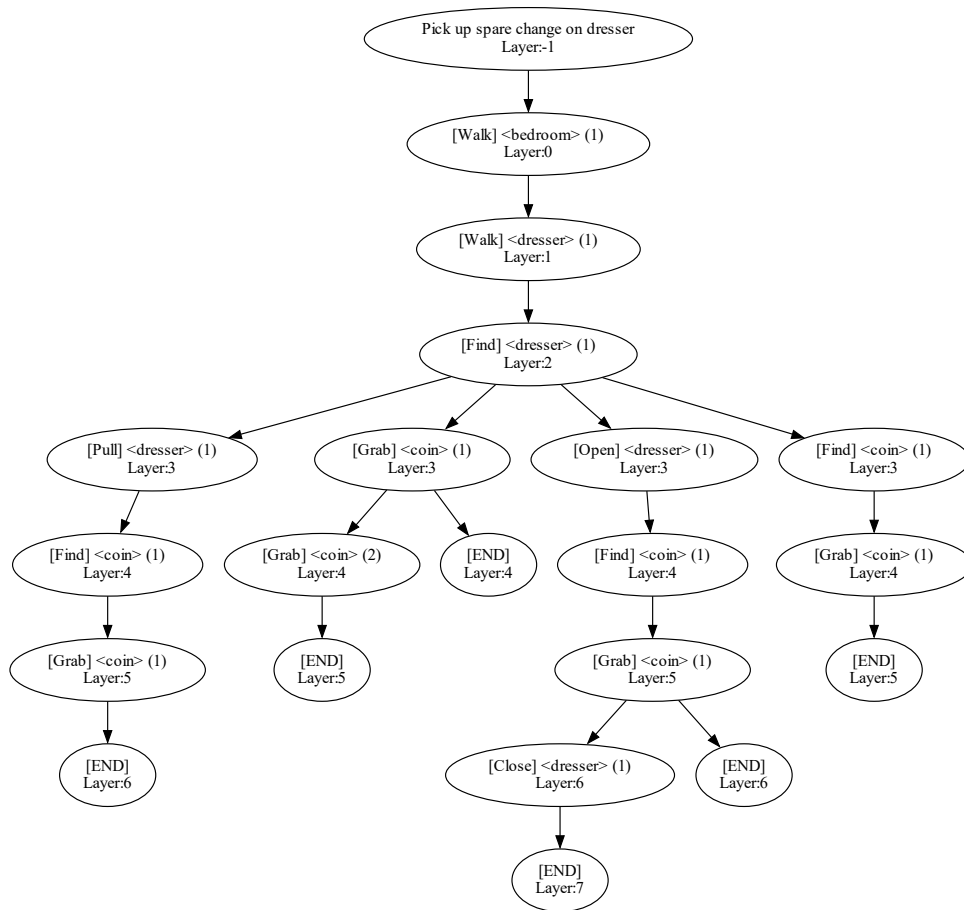 Pick up spare change on dresser
Layer:-1
[Walk] <bedroom> (1)
Layer:0
[Walk] <dresser> (1)
Layer:1
[Find] <dresser> (1)
Layer:2
[Pull] <dresser> (1)
Layer:3
[Grab] <coin> (1)
Layer:3
[Open] <dresser> (1)
Layer:3
[Find] <coin> (1)
Layer:3
[Find] <coin> (1)
Layer:4
[Grab] <coin> (2)
Layer:4
[END]
Layer:4
[Find] <coin> (1)
Layer:4
[Grab] <coin> (1)
Layer:4
[Grab] <coin> (1)
Layer:5
[END]
Layer:5
[Grab] <coin> (1)
Layer:5
[END]
Layer:5
[END]
Layer:6
[Close] <dresser> (1)
Layer:6
[END]
Layer:6
[END]
Layer:7